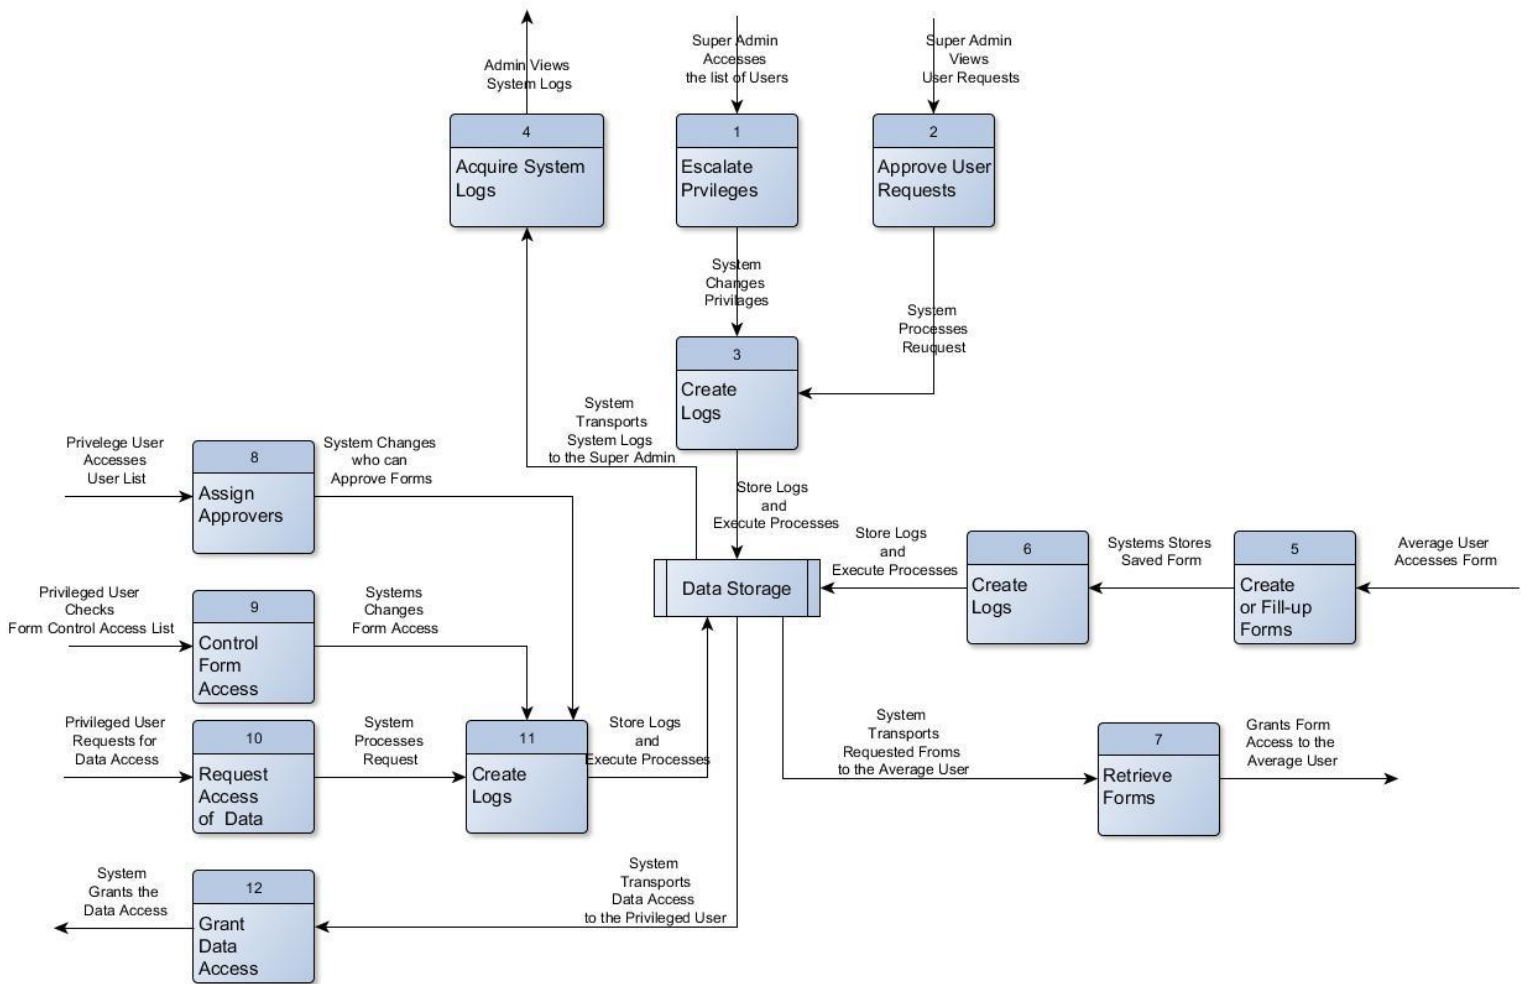 Admin Views
System Logs
Super Admin
Accesses
the list of Users
Super Admin
Views
User Requests
4
Acquire System
Logs
1
Escalate
Prvileges
2
Approve User
Requests
System
Changes
Privilages
System
Processes
Reuquest
3
Create
Logs
System
Transports
System Logs
to the Super Admin
Privelege User
Accesses
User List
8
Assign
Approvers
System Changes
who can
Approve Forms
Store Logs
and
Execute Processes
Data Storage
Store Logs
and
Execute Processes
6
Create
Logs
Systems Stores
Saved Form
5
Create
or Fill-up
Forms
Average User
Accesses Form
Privileged User
Checks
Form Control Access List
9
Control
Form
Access
Systems
Changes
Form Access
Privileged User
Requests for
Data Access
10
Request
Access
of Data
System
Processes
Request
11
Create
Logs
Store Logs
and
Execute Processes
System
Transports
Requested Froms
to the Average User
7
Retrieve
Forms
Grants Form
Access to the
Average User
System
Grants the
Data Access
12
Grant
Data
Access
System
Transports
Data Access
to the Privileged User